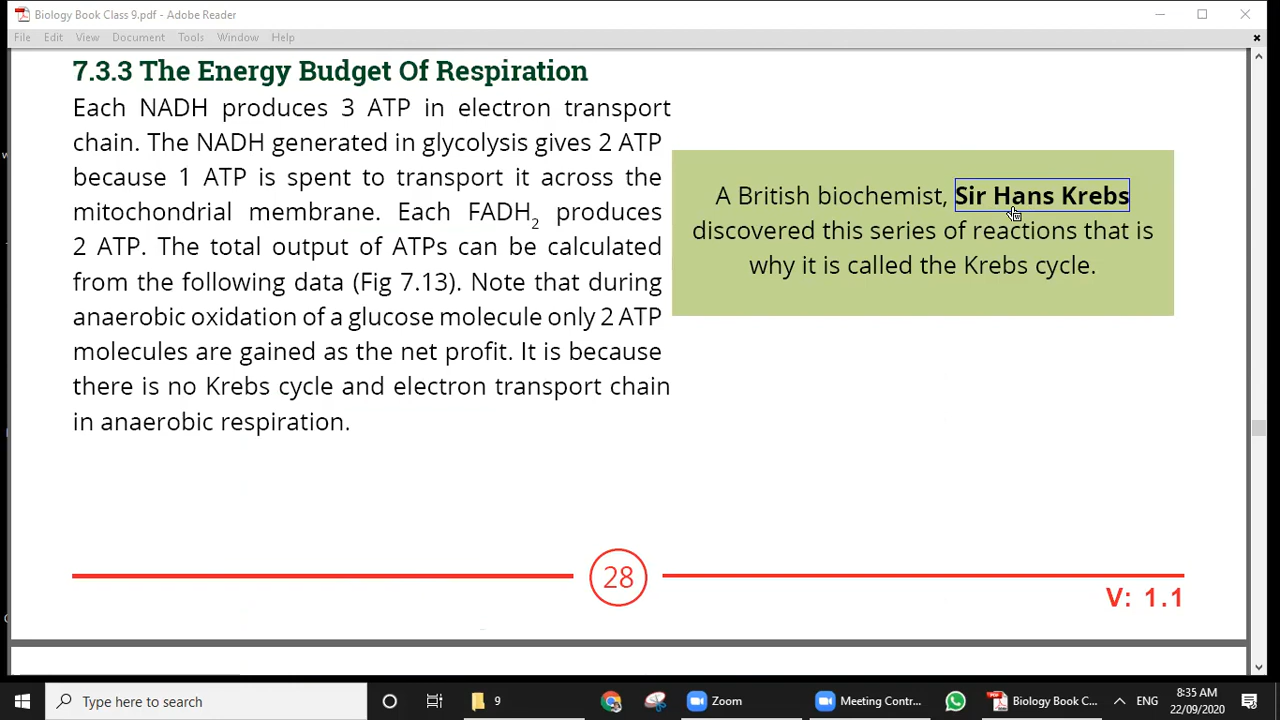 Biology Book Class 9.pdf - Adobe Reader
File Edit View Document Tools Window Help
7.3.3 The Energy Budget Of Respiration
Each NADH produces 3 ATP in electron transport
chain. The NADH generated in glycolysis gives 2 ATP
because 1 ATP is spent to transport it across the
mitochondrial membrane. Each FADH₂ produces
2 ATP. The total output of ATPs can be calculated
from the following data (Fig 7.13). Note that during
anaerobic oxidation of a glucose molecule only 2 ATP
molecules are gained as the net profit. It is because
there is no Krebs cycle and electron transport chain
in anaerobic respiration.
A British biochemist, Sir Hans Krebs
discovered this series of reactions that is
why it is called the Krebs cycle.
28
V: 1.1
Type here to search
9
Zoom
Meeting Contr...
Biology Book C...
ENG
8:35 AM
22/09/2020